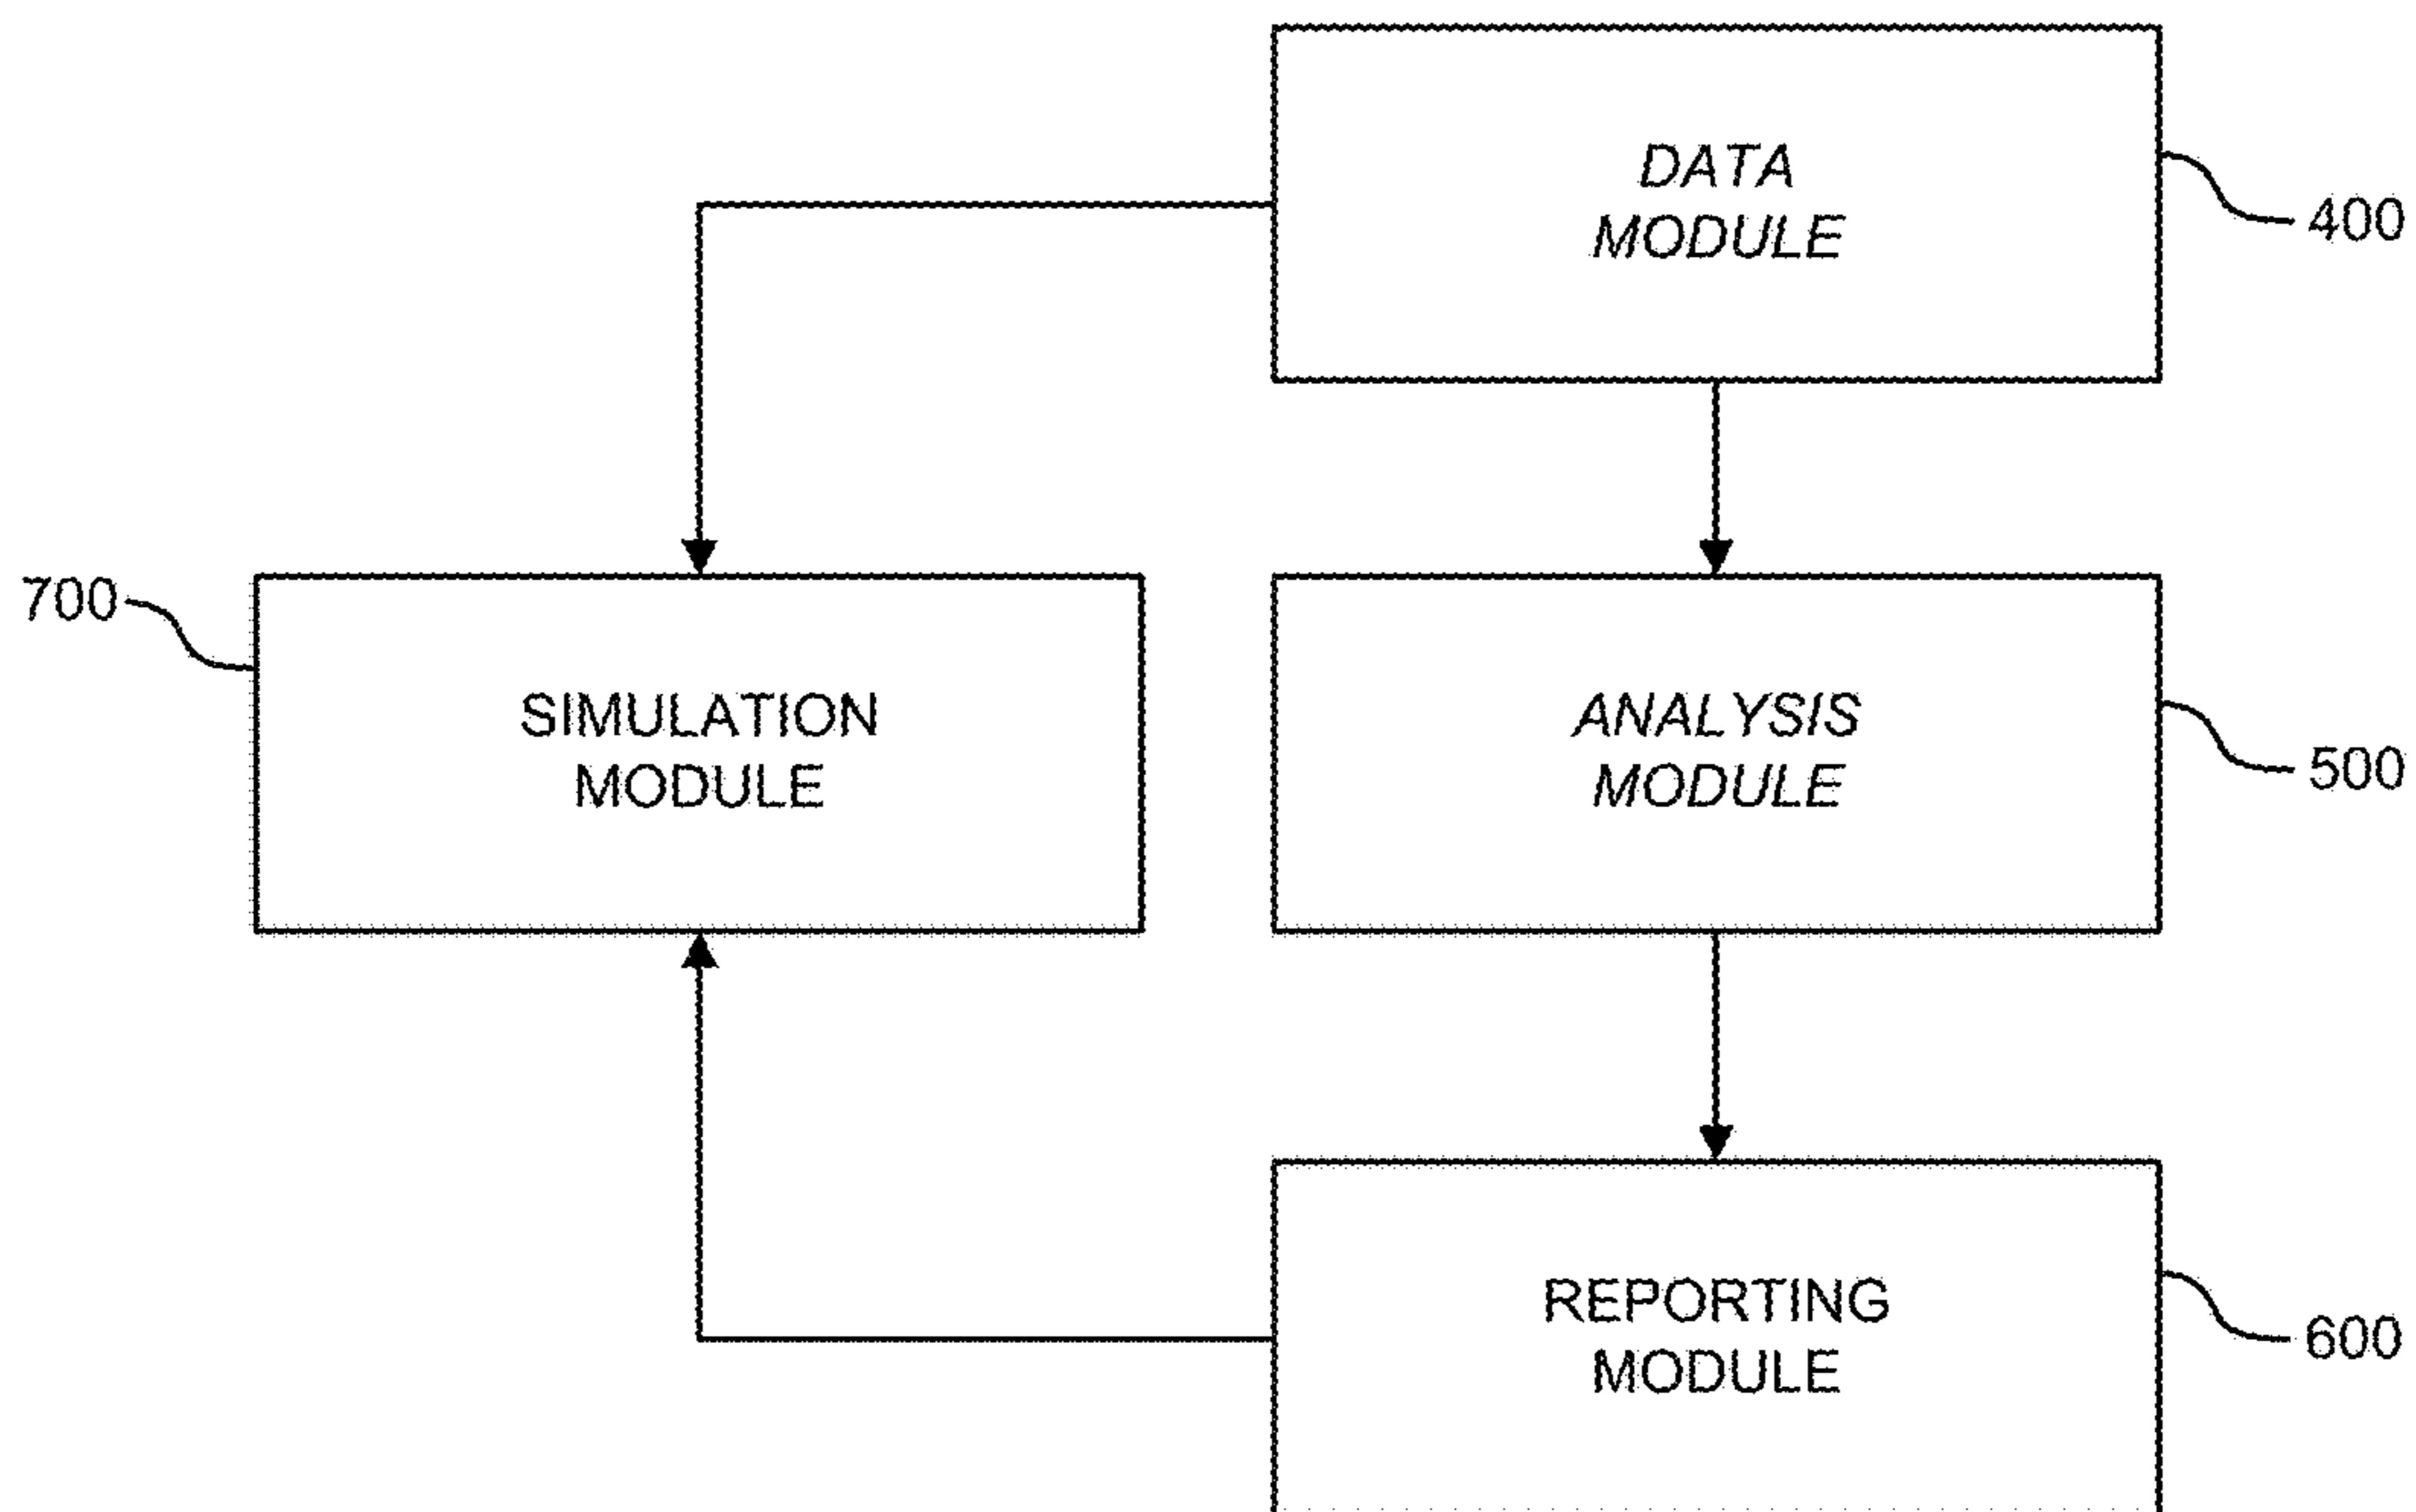 DATA
MODULE
400
700
SIMULATION
MODULE
ANALYSIS
MODULE
500
REPORTING
MODULE
600